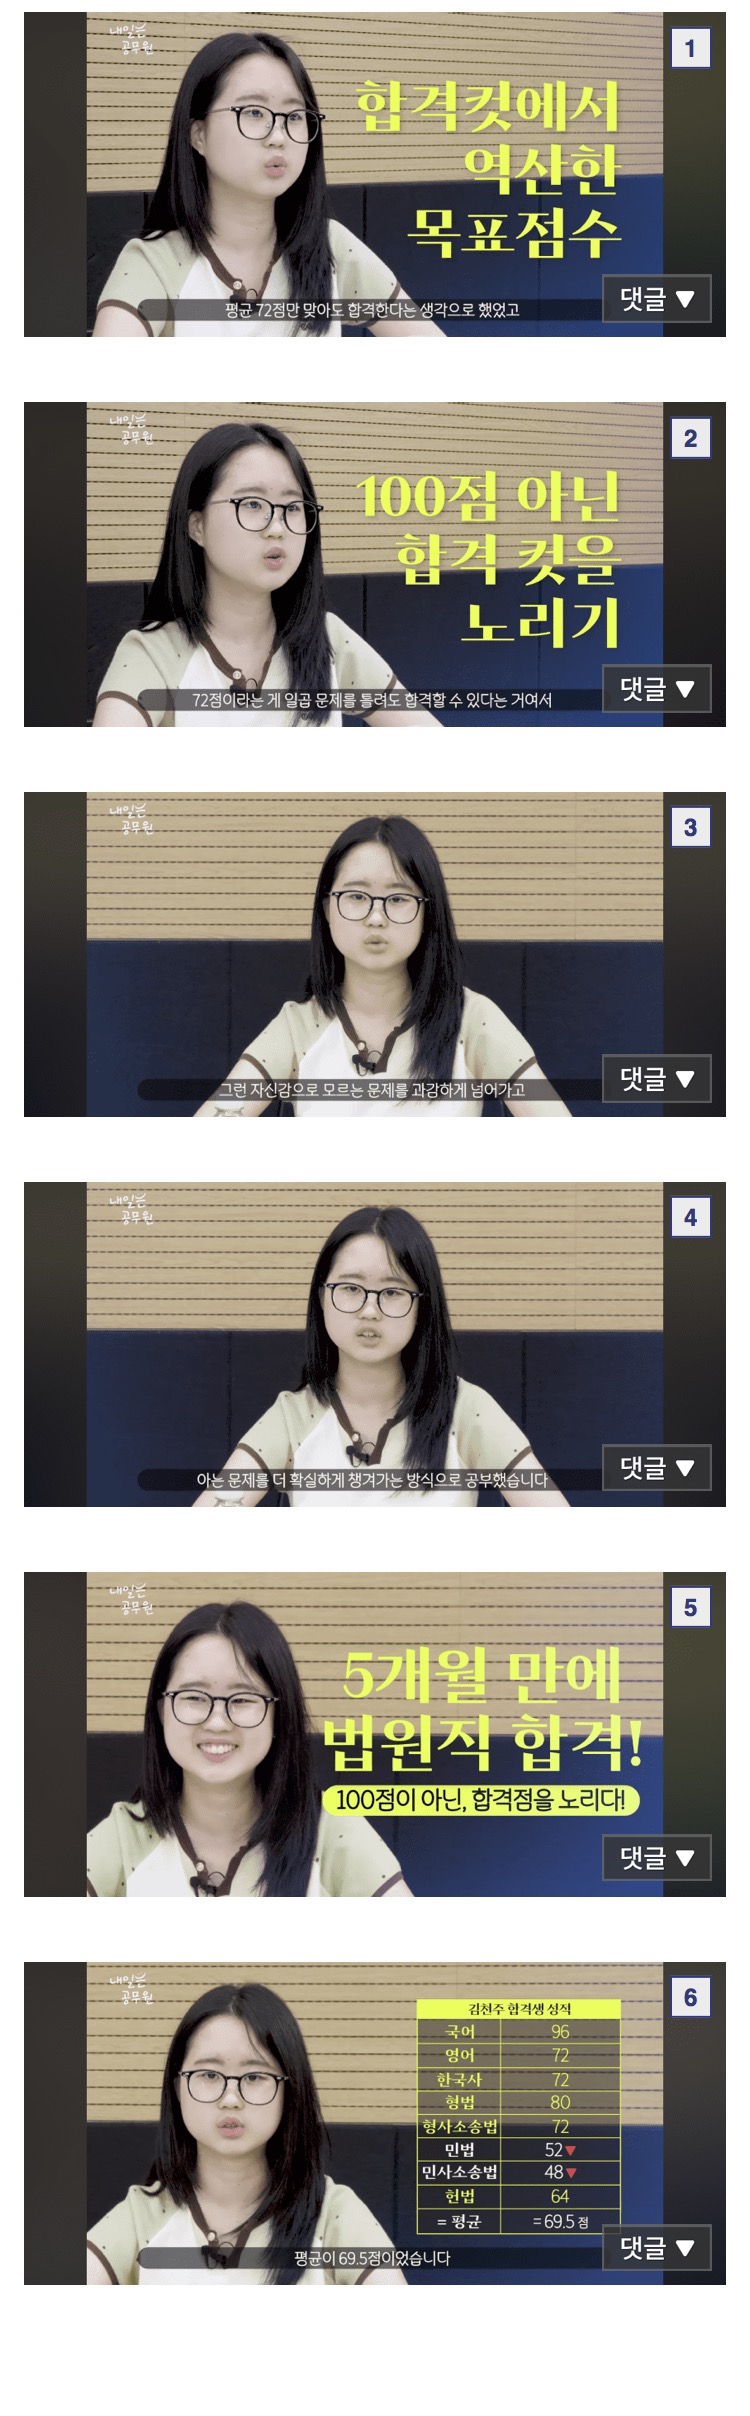 내일은
공무원
1
합격컷에서
역산한
목표점수
평균 72점만 맞아도 합격한다는 생각으로 했었고
댓글 ▼
내일은
공무원
2
100점 아닌
합격 컷을
노리기
72점이라는 게 일곱 문제를 틀려도 합격할 수 있다는 거여서
댓글 ▼
내일은
공무원
3
그런 자신감으로 모르는 문제를 과감하게 넘어가고
댓글 ▼
내일은
공무원
4
아는 문제를 더 확실하게 챙겨가는 방식으로 공부했습니다
댓글 ▼
내일은
공무원
5
5개월 만에
법원직 합격!
100점이 아닌, 합격점을 노리다!
댓글 ▼
내일은
공무원
6
김천주 합격생 성적
국어 96
영어 72
한국사 72
형법 80
형사소송법 72
민법 52▼
민사소송법 48▼
헌법 64
= 평균 = 69.5 점
평균이 69.5점이었습니다
댓글 ▼